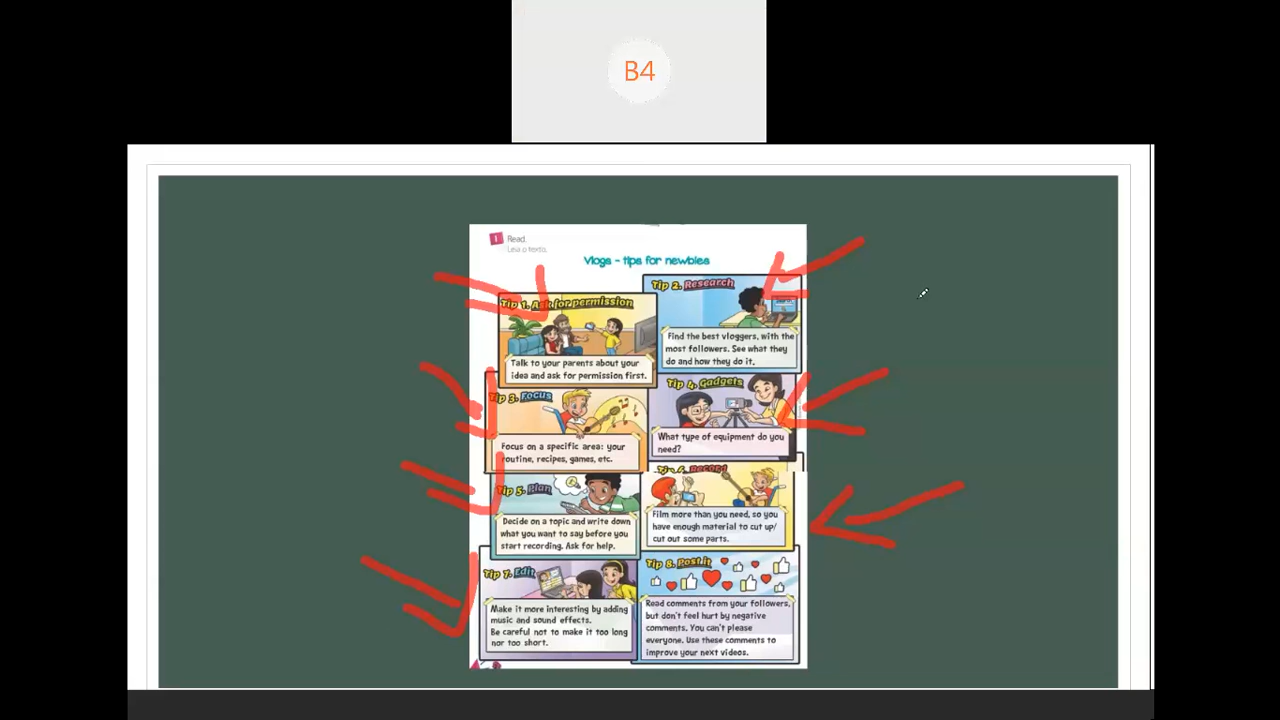 B4
1 Read.
Leia o texto.
Vlogs - tips for newbies
Tip 1. Ask for permission
Talk to your parents about your
idea and ask for permission first.
Tip 2. Research
Find the best vloggers, with the
most followers. See what they
do and how they do it.
Tip 3. Focus
Focus on a specific area: your
routine, recipes, games, etc.
Tip 4. Gadgets
What type of equipment do you
need?
Tip 5. Plan
Decide on a topic and write down
what you want to say before you
start recording. Ask for help.
Tip 6. Record
Film more than you need, so you
have enough material to cut up/
cut out some parts.
Tip 7. Edit
Make it more interesting by adding
music and sound effects.
Be careful not to make it too long
nor too short.
Tip 8. Post it
Read comments from your followers,
but don't feel hurt by negative
comments. You can't please
everyone. Use these comments to
improve your next videos.